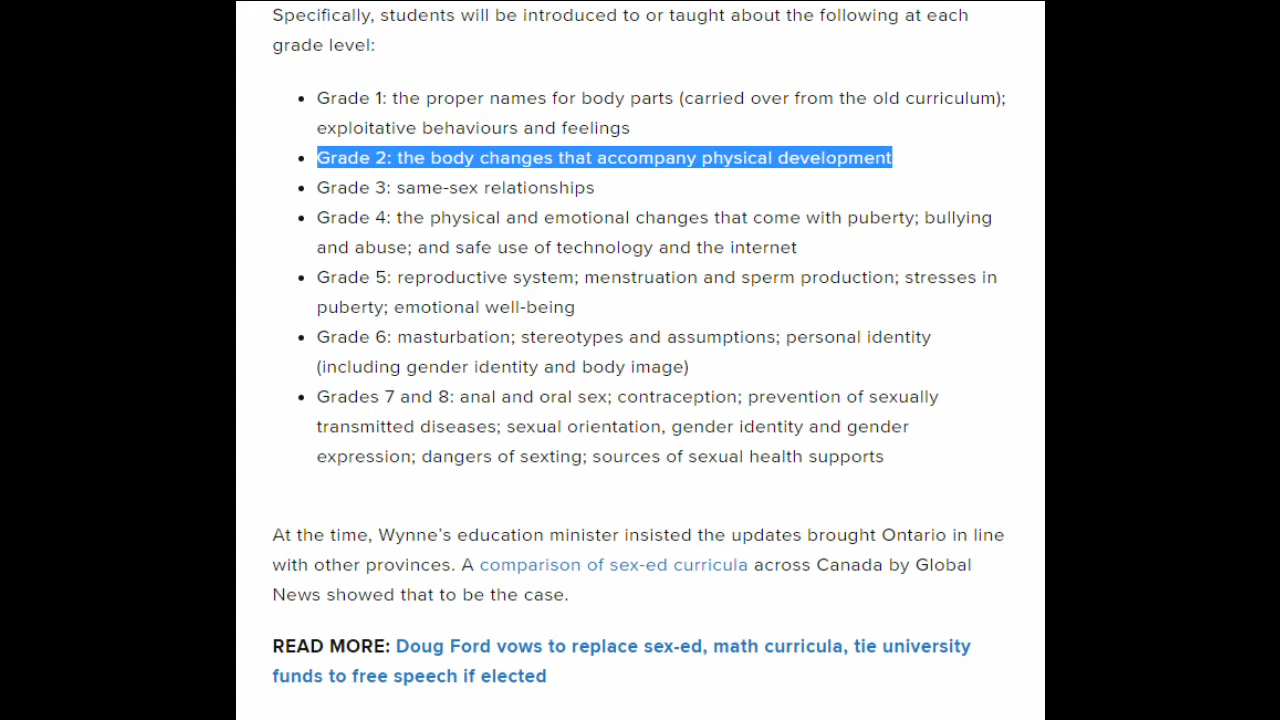 Specifically, students will be introduced to or taught about the following at each
grade level:
• Grade 1: the proper names for body parts (carried over from the old curriculum);
exploitative behaviours and feelings
• Grade 2: the body changes that accompany physical development
• Grade 3: same-sex relationships
• Grade 4: the physical and emotional changes that come with puberty; bullying
and abuse; and safe use of technology and the internet
• Grade 5: reproductive system; menstruation and sperm production; stresses in
puberty; emotional well-being
• Grade 6: masturbation; stereotypes and assumptions; personal identity
(including gender identity and body image)
• Grades 7 and 8: anal and oral sex; contraception; prevention of sexually
transmitted diseases; sexual orientation, gender identity and gender
expression; dangers of sexting; sources of sexual health supports
At the time, Wynne’s education minister insisted the updates brought Ontario in line
with other provinces. A comparison of sex-ed curricula across Canada by Global
News showed that to be the case.
READ MORE: Doug Ford vows to replace sex-ed, math curricula, tie university
funds to free speech if elected